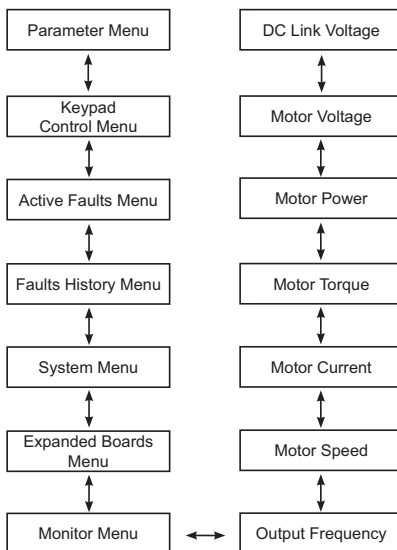 Parameter Menu
Keypad
Control Menu
Active Faults Menu
Faults History Menu
System Menu
Expanded Boards
Menu
Monitor Menu
DC Link Voltage
Motor Voltage
Motor Power
Motor Torque
Motor Current
Motor Speed
Output Frequency